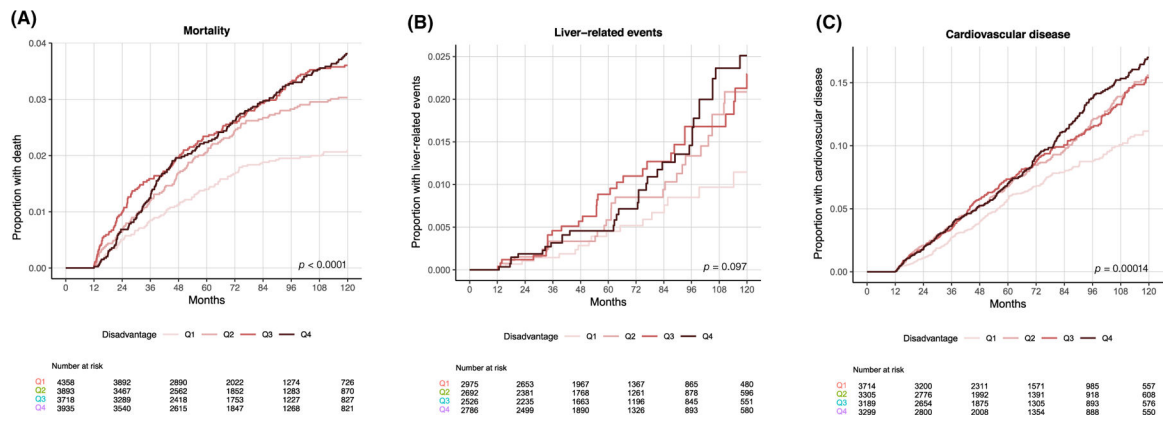 (A)
Mortality
0.04
0.03
0.02
0.01
0.00
Proportion with death
p < 0.0001
0 12 24 36 48 60 72 84 96 108 120
Months
Disadvantage Q1 Q2 Q3 Q4
Number at risk
Q1 4358 3892 2890 2022 1274 726
Q2 3893 3467 2562 1852 1283 870
Q3 3718 3289 2418 1753 1227 827
Q4 3935 3540 2615 1847 1268 821
(B)
Liver-related events
0.025
0.020
0.015
0.010
0.005
0.000
Proportion with liver-related events
p = 0.097
0 12 24 36 48 60 72 84 96 108 120
Months
Disadvantage Q1 Q2 Q3 Q4
Number at risk
Q1 2975 2653 1967 1367 865 480
Q2 2692 2381 1768 1261 878 596
Q3 2526 2235 1663 1196 845 551
Q4 2786 2499 1890 1326 893 580
(C)
Cardiovascular disease
0.15
0.10
0.05
0.00
Proportion with cardiovascular disease
p = 0.00014
0 12 24 36 48 60 72 84 96 108 120
Months
Disadvantage Q1 Q2 Q3 Q4
Number at risk
Q1 3714 3200 2311 1571 985 557
Q2 3305 2776 1992 1391 918 608
Q3 3189 2654 1875 1305 893 576
Q4 3299 2800 2008 1354 888 550